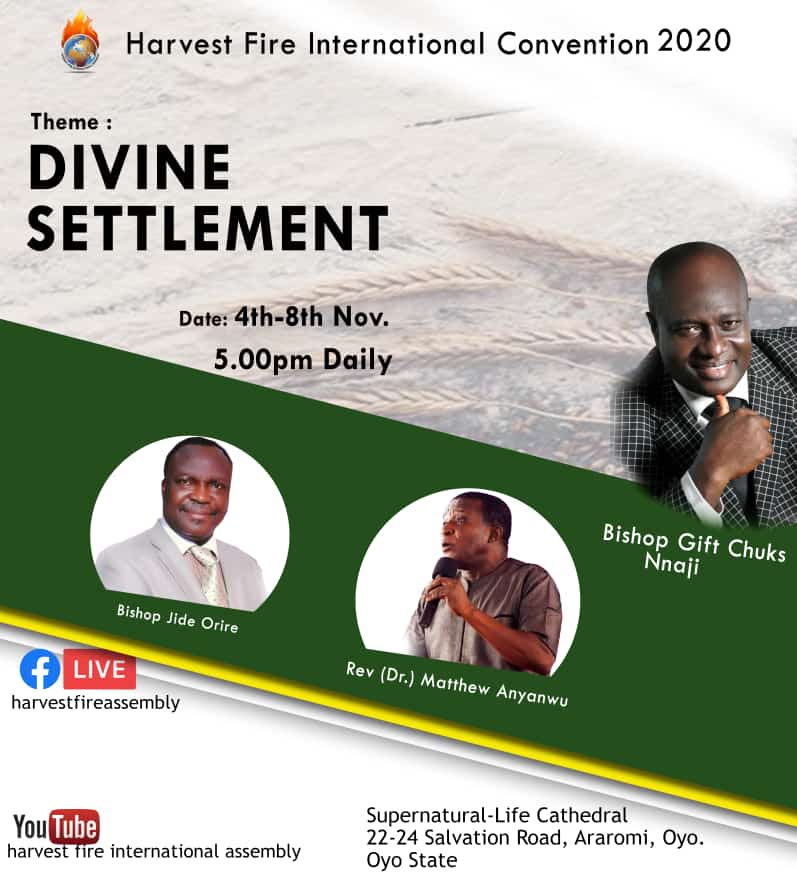 Harvest Fire International Convention 2020
Theme :
DIVINE
SETTLEMENT
Date: 4th-8th Nov.
5.00pm Daily
Bishop Gift Chuks
Nnaji
Bishop Jide Orire
Rev (Dr.) Matthew Anyanwu
LIVE
harvestfireassembly
YouTube
harvest fire international assembly
Supernatural-Life Cathedral
22-24 Salvation Road, Araromi, Oyo.
Oyo State